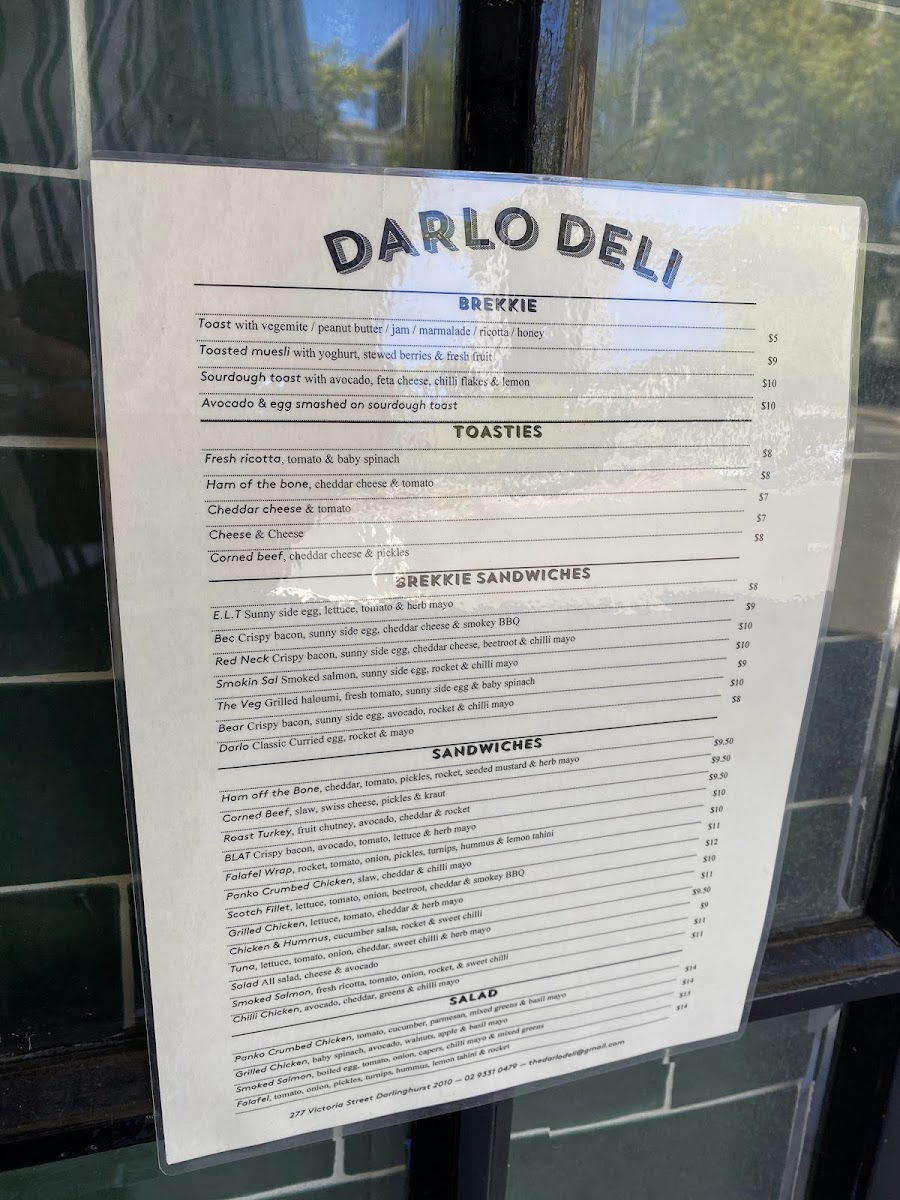 DARLO DELI
BREKKIE
Toast with vegemite / peanut butter / jam / marmalade / ricotta / honey $5
Toasted muesli with yoghurt, stewed berries & fresh fruit $9
Sourdough toast with avocado, feta cheese, chilli flakes & lemon $10
Avocado & egg smashed on sourdough toast $10
TOASTIES
Fresh ricotta, tomato & baby spinach $8
Ham of the bone, cheddar cheese & tomato $8
Cheddar cheese & tomato $7
Cheese & Cheese $7
Corned beef, cheddar cheese & pickles $8
BREKKIE SANDWICHES
E.L.T Sunny side egg, lettuce, tomato & herb mayo $8
Bec Crispy bacon, sunny side egg, cheddar cheese & smokey BBQ $9
Red Neck Crispy bacon, sunny side egg, cheddar cheese, beetroot & chilli mayo $10
Smokin Sal Smoked salmon, sunny side egg, rocket & chilli mayo $10
The Veg Grilled haloumi, fresh tomato, sunny side egg & baby spinach $9
Bear Crispy bacon, sunny side egg, avocado, rocket & chilli mayo $10
Darlo Classic Curried egg, rocket & mayo $8
SANDWICHES
Ham off the Bone, cheddar, tomato, pickles, rocket, seeded mustard & herb mayo $9.50
Corned Beef, slaw, swiss cheese, pickles & kraut $9.50
Roast Turkey, fruit chutney, avocado, cheddar & rocket $9.50
BLAT Crispy bacon, avocado, tomato, lettuce & herb mayo $10
Falafel Wrap, rocket, tomato, onion, pickles, turnips, hummus & lemon tahini $10
Panko Crumbed Chicken, slaw, cheddar & chilli mayo $11
Scotch Fillet, lettuce, tomato, onion, beetroot, cheddar & smokey BBQ $12
Grilled Chicken, lettuce, tomato, cheddar & herb mayo $10
Chicken & Hummus, cucumber salsa, rocket & sweet chilli $11
Tuna, lettuce, tomato, onion, cheddar, sweet chilli & herb mayo $9.50
Salad All salad, cheese & avocado $9
Smoked Salmon, fresh ricotta, tomato, onion, rocket, & sweet chilli $11
Chilli Chicken, avocado, cheddar, greens & chilli mayo $11
SALAD
Panko Crumbed Chicken, tomato, cucumber, parmesan, mixed greens & basil mayo $14
Grilled Chicken, baby spinach, avocado, walnuts, apple & basil mayo $14
Smoked Salmon, boiled egg, tomato, onion, capers, chilli mayo & mixed greens $15
Falafel, tomato, onion, pickles, turnips, hummus, lemon tahini & rocket $14
277 Victoria Street Darlinghurst 2010 — 02 9331 0479 — thedarlodeli@gmail.com